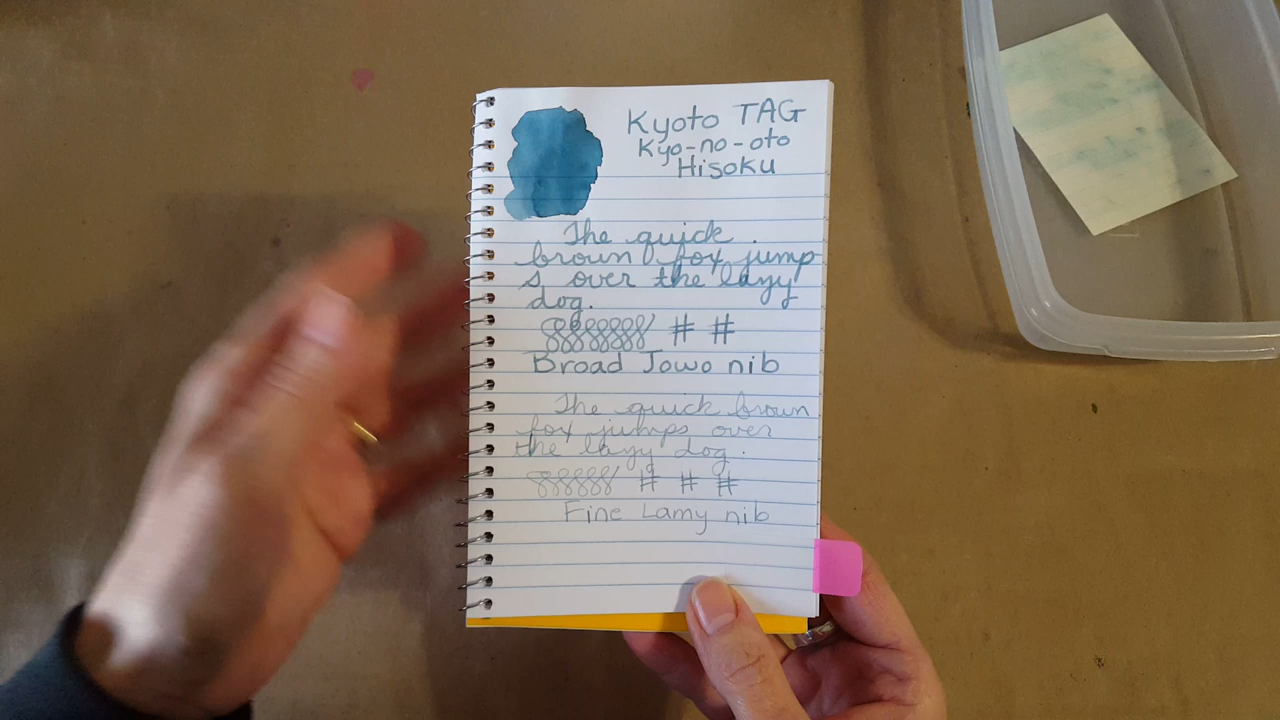 Kyoto TAG
Kyo-no-oto
Hisoku
The quick
brown fox jump
s over the lazy
dog.
# #
Broad Jowo nib
The quick brown
fox jumps over
the lazy dog.
# # #
Fine Lamy nib